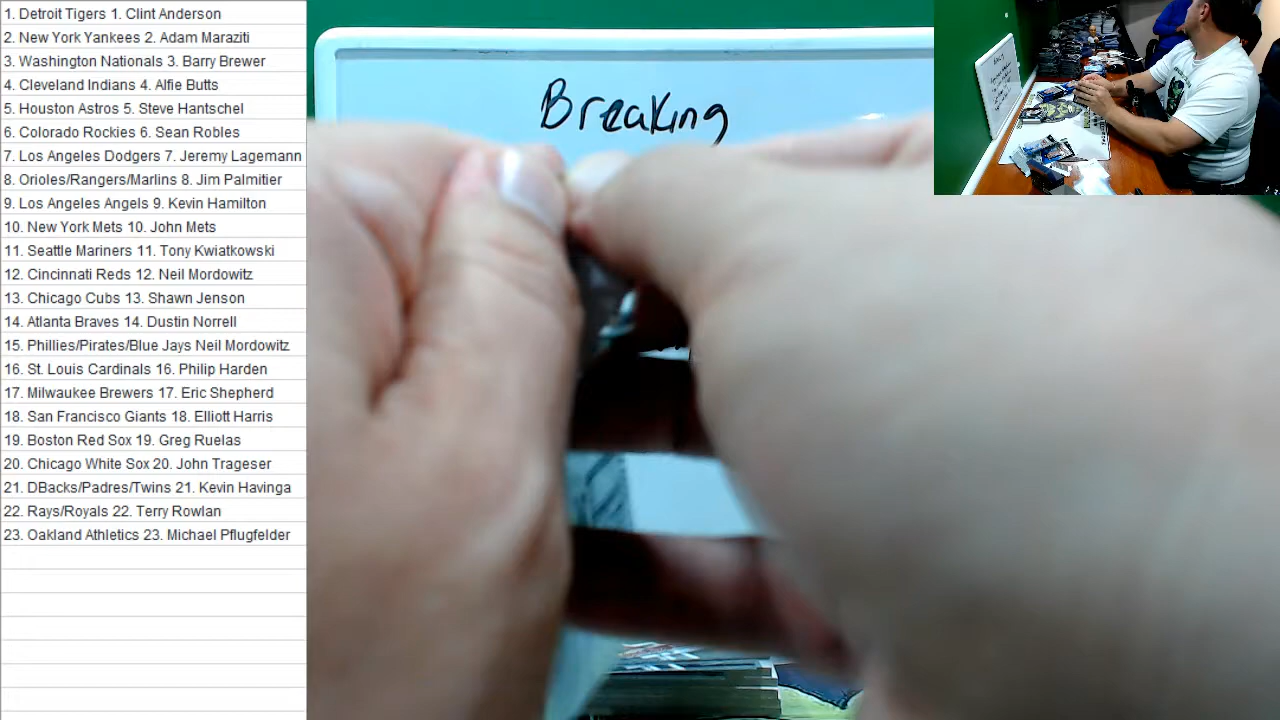 1. Detroit Tigers 1. Clint Anderson
2. New York Yankees 2. Adam Maraziti
3. Washington Nationals 3. Barry Brewer
4. Cleveland Indians 4. Alfie Butts
5. Houston Astros 5. Steve Hantschel
6. Colorado Rockies 6. Sean Robles
7. Los Angeles Dodgers 7. Jeremy Lagemann
8. Orioles/Rangers/Marlins 8. Jim Palmitier
9. Los Angeles Angels 9. Kevin Hamilton
10. New York Mets 10. John Mets
11. Seattle Mariners 11. Tony Kwiatkowski
12. Cincinnati Reds 12. Neil Mordowitz
13. Chicago Cubs 13. Shawn Jenson
14. Atlanta Braves 14. Dustin Norrell
15. Phillies/Pirates/Blue Jays Neil Mordowitz
16. St. Louis Cardinals 16. Philip Harden
17. Milwaukee Brewers 17. Eric Shepherd
18. San Francisco Giants 18. Elliott Harris
19. Boston Red Sox 19. Greg Ruelas
20. Chicago White Sox 20. John Trageser
21. DBacks/Padres/Twins 21. Kevin Havinga
22. Rays/Royals 22. Terry Rowlan
23. Oakland Athletics 23. Michael Pflugfelder
Breaking